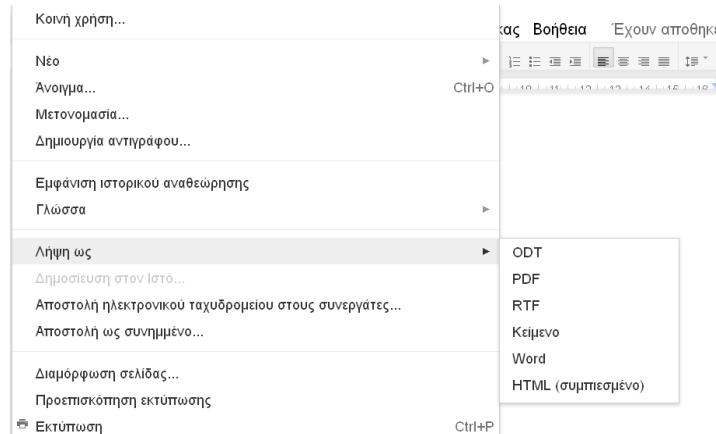 Κοινή χρήση...
Βοήθεια Έχουν αποθηκε
Νέο
Άνοιγμα... Ctrl+O
Μετονομασία...
Δημιουργία αντιγράφου...
Εμφάνιση ιστορικού αναθεώρησης
Γλώσσα
Λήψη ως
Δημοσίευση στον Ιστό...
Αποστολή ηλεκτρονικού ταχυδρομείου στους συνεργάτες...
Αποστολή ως συνημμένο...
Διαμόρφωση σελίδας...
Προεπισκόπηση εκτύπωσης
Εκτύπωση Ctrl+P
ODT
PDF
RTF
Κείμενο
Word
HTML (συμπιεσμένο)